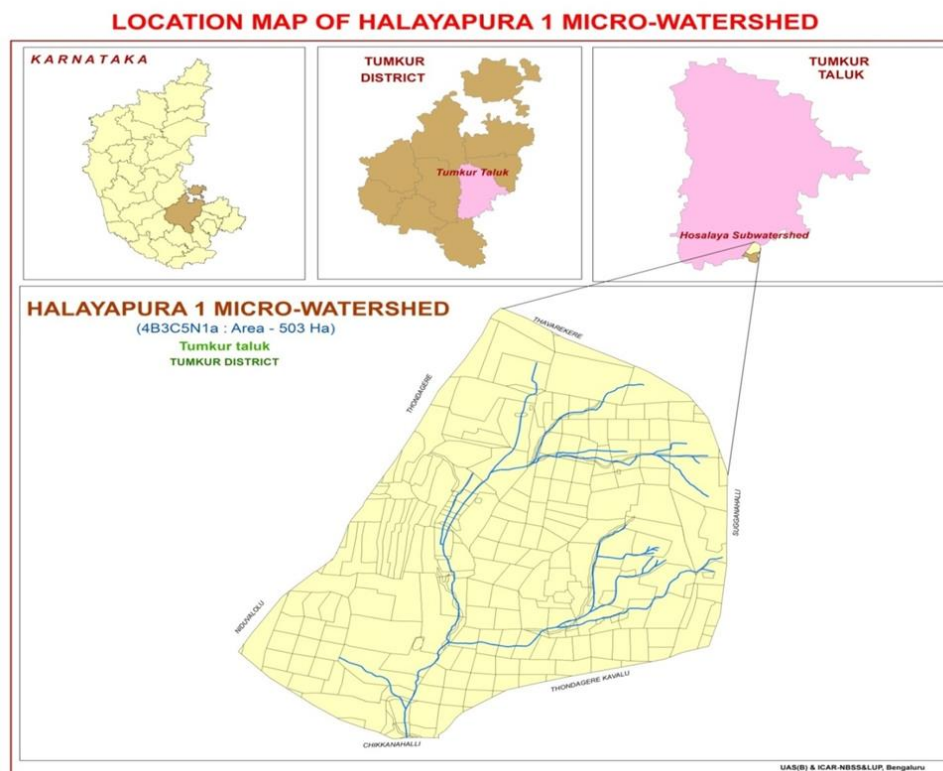 LOCATION MAP OF HALAYAPURA 1 MICRO-WATERSHED
KARNATAKA
TUMKUR
DISTRICT
Tumkur Taluk
TUMKUR
TALUK
Hosalaya Subwatershed
HALAYAPURA 1 MICRO-WATERSHED
(4B3C5N1a : Area - 503 Ha)
Tumkur taluk
TUMKUR DISTRICT
THAVAREKERE
THONDAGERE
SUGGANAHALLI
NIDUVALOLU
THONDAGERE KAVALU
CHIKKANAHALLI
UAS(B) & ICAR-NBSS&LUP, Bengaluru